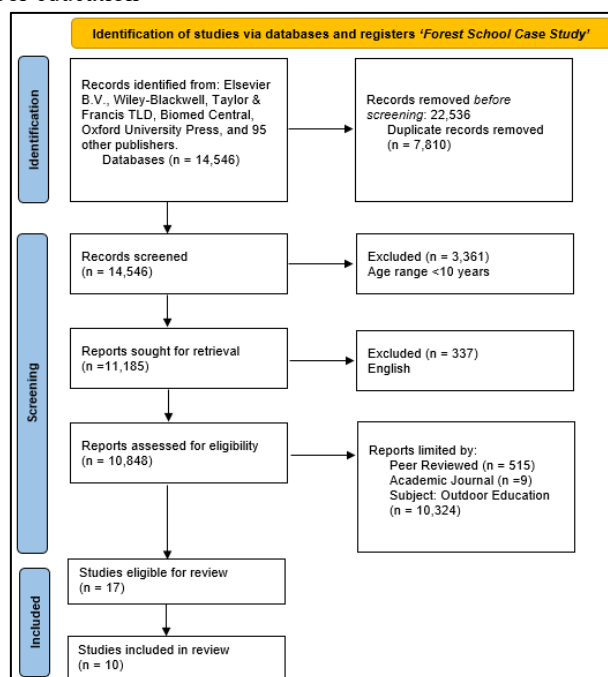 Identification of studies via databases and registers 'Forest School Case Study'
Identification
Records identified from: Elsevier
B.V., Wiley-Blackwell, Taylor &
Francis TLD, Biomed Central,
Oxford University Press, and 95
other publishers.
Databases (n = 14,546)
Records removed before
screening: 22,536
Duplicate records removed
(n = 7,810)
Screening
Records screened
(n = 14,546)
Excluded (n = 3,361)
Age range <10 years
Reports sought for retrieval
(n =11,185)
Excluded (n = 337)
English
Reports assessed for eligibility
(n = 10,848)
Reports limited by:
Peer Reviewed (n = 515)
Academic Journal (n =9)
Subject: Outdoor Education
(n = 10,324)
Included
Studies eligible for review
(n = 17)
Studies included in review
(n = 10)